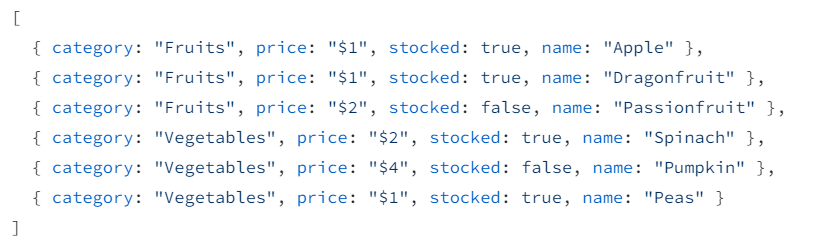 [
  { category: "Fruits", price: "$1", stocked: true, name: "Apple" },
  { category: "Fruits", price: "$1", stocked: true, name: "Dragonfruit" },
  { category: "Fruits", price: "$2", stocked: false, name: "Passionfruit" },
  { category: "Vegetables", price: "$2", stocked: true, name: "Spinach" },
  { category: "Vegetables", price: "$4", stocked: false, name: "Pumpkin" },
  { category: "Vegetables", price: "$1", stocked: true, name: "Peas" }
]